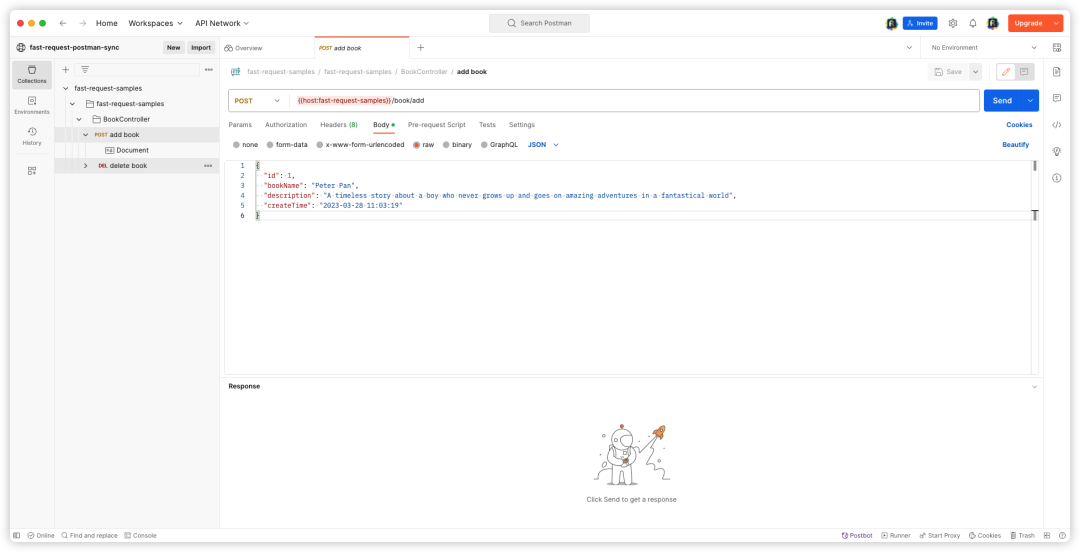 Home Workspaces API Network Search Postman Invite Upgrade
fast-request-postman-sync New Import Overview POST add book No Environment
Collections
Environments
History
fast-request-samples
fast-request-samples
BookController
POST add book
Document
DEL delete book
fast-request-samples / fast-request-samples / BookController / add book Save
POST {{host:fast-request-samples}}/book/add Send
Params Authorization Headers (8) Body Pre-request Script Tests Settings Cookies
none form-data x-www-form-urlencoded raw binary GraphQL JSON Beautify
1 {
2 "id": 1,
3 "bookName": "Peter Pan",
4 "description": "A timeless story about a boy who never grows up and goes on amazing adventures in a fantastical world",
5 "createTime": "2023-03-28 11:03:19"
6 }
Response
Click Send to get a response
Online Find and replace Console Postbot Runner Start Proxy Cookies Trash